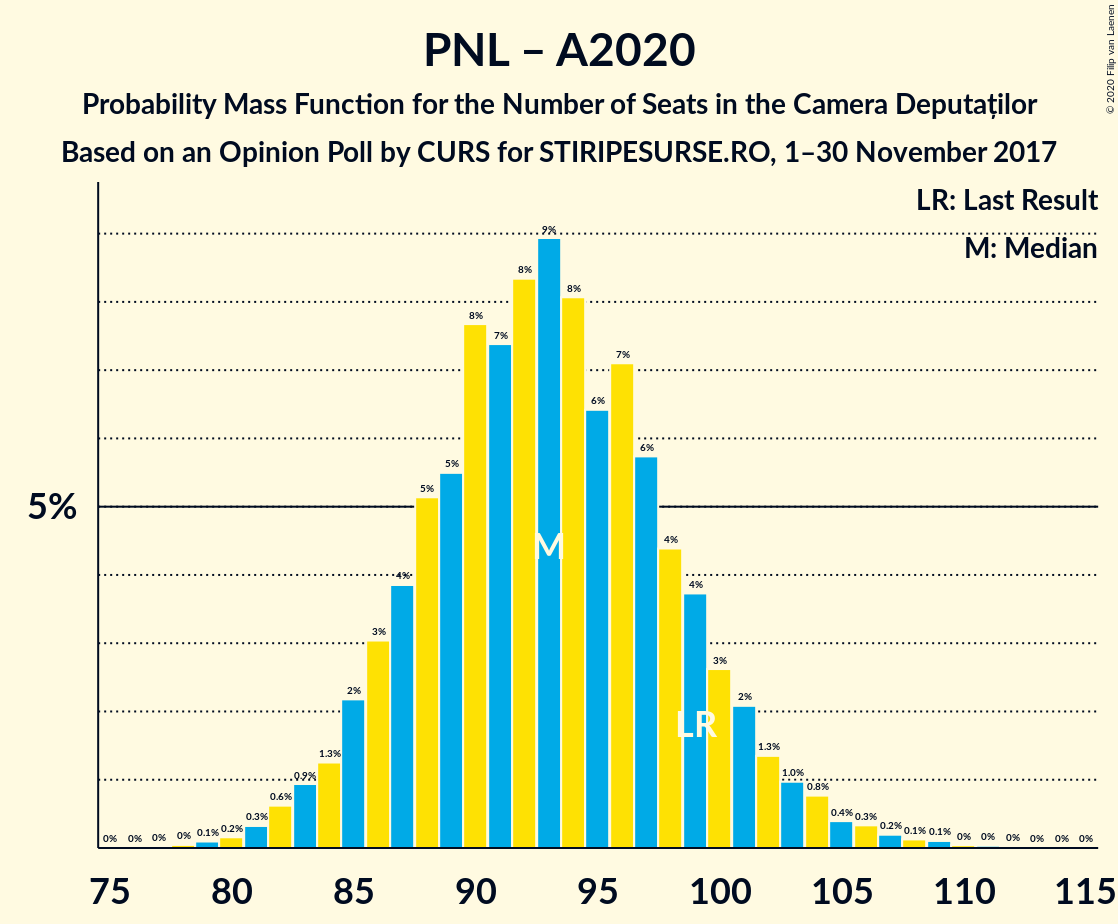 PNL – A2020
Probability Mass Function for the Number of Seats in the Camera Deputaților
Based on an Opinion Poll by CURS for STIRIPESURSE.RO, 1–30 November 2017
© 2020 Filip van Laenen
LR: Last Result
M: Median
5%
0% 0% 0% 0% 0.1% 0.2% 0.3% 0.6% 0.9% 1.3% 2% 3% 4% 5% 5% 8% 7% 8% 9% 8% 6% 7% 6% 4% 4% 3% 2% 1.3% 1.0% 0.8% 0.4% 0.3% 0.2% 0.1% 0.1% 0% 0% 0% 0% 0% 0%
M
LR
75 80 85 90 95 100 105 110 115